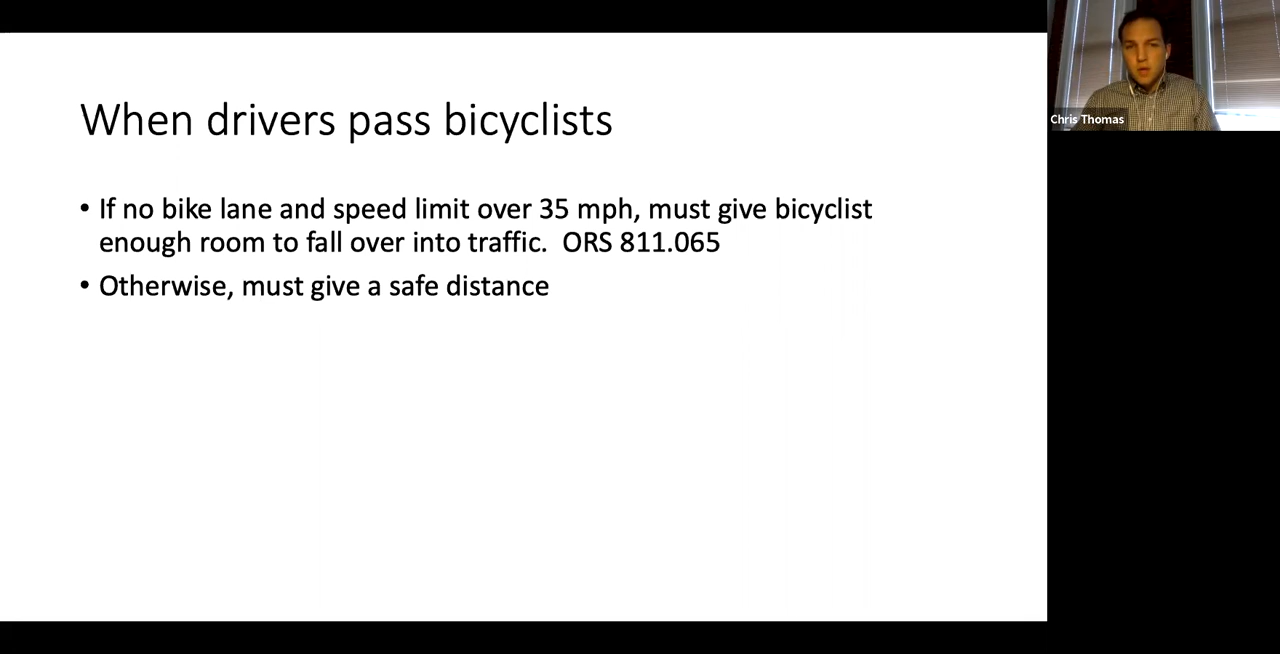 When drivers pass bicyclists
• If no bike lane and speed limit over 35 mph, must give bicyclist
enough room to fall over into traffic.  ORS 811.065
• Otherwise, must give a safe distance
Chris Thomas